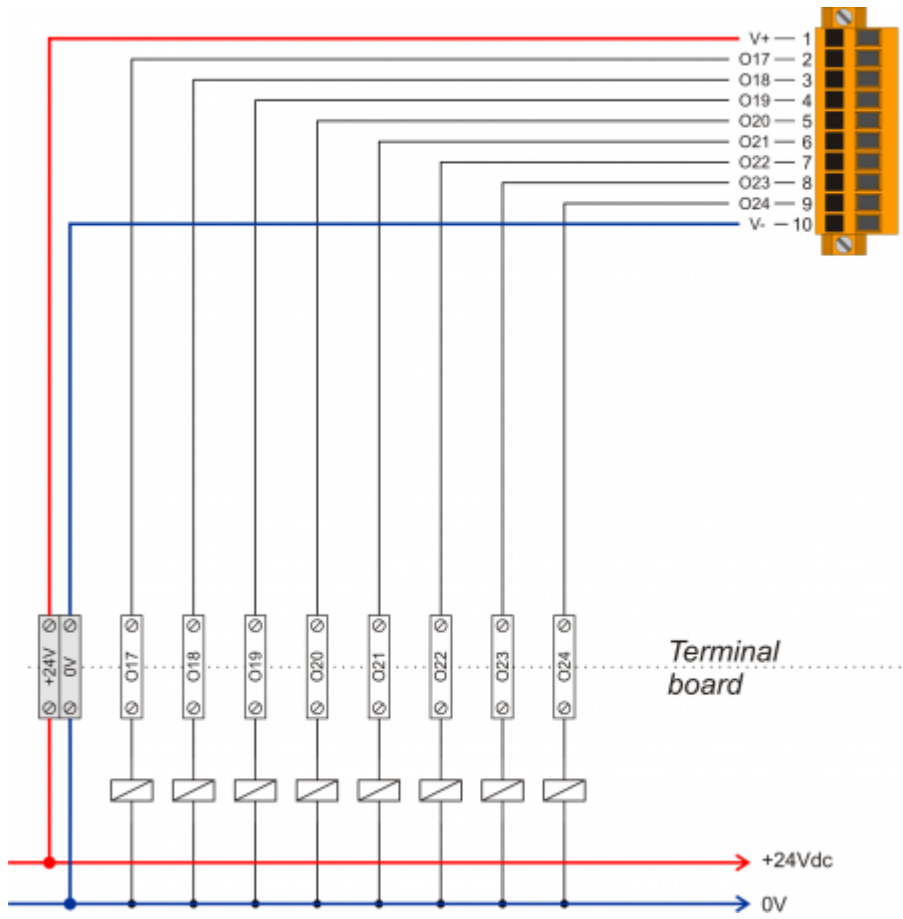 V+ 1
O17 2
O18 3
O19 4
O20 5
O21 6
O22 7
O23 8
O24 9
V- 10
+24V
0V
O17
O18
O19
O20
O21
O22
O23
O24
Terminal
board
+24Vdc
0V